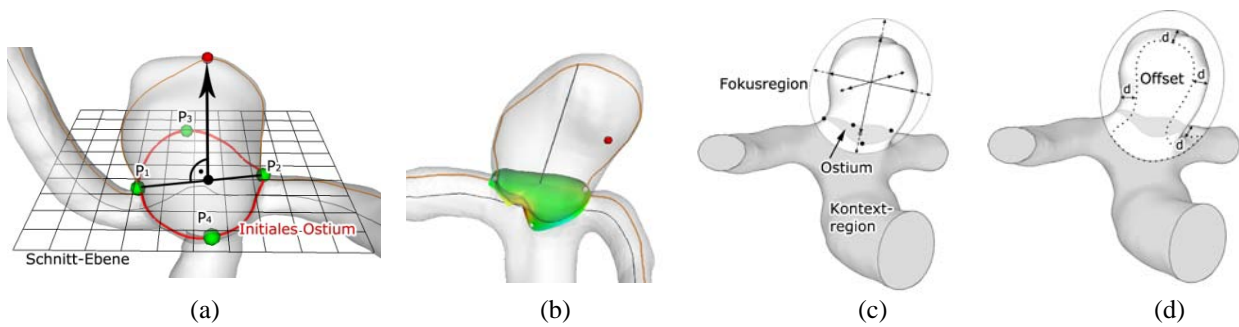 P3
P1
P2
P4
Initiales Ostium
Schnitt-Ebene
(a)
(b)
Fokusregion
Ostium
Kontext-
region
(c)
d
Offset
d
d
d
(d)